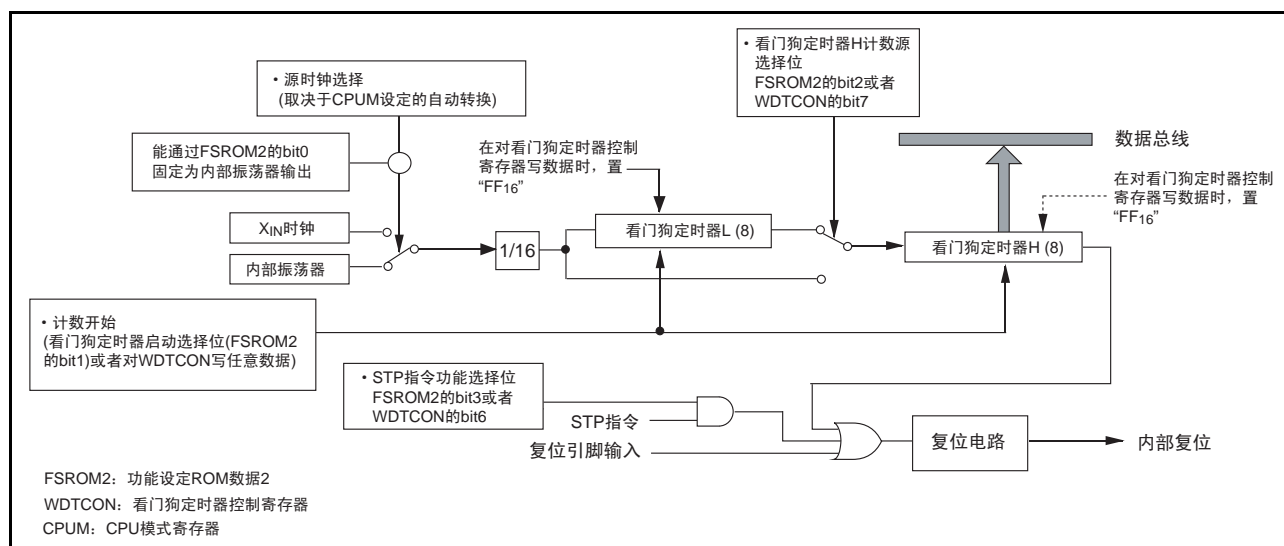 ・源时钟选择
(取决于CPUM设定的自动转换)
能通过FSROM2的bit0
固定为内部振荡器输出
XIN时钟
内部振荡器
1/16
在对看门狗定时器控制
寄存器写数据时，置
“FF16”
看门狗定时器L (8)
・看门狗定时器H计数源
选择位
FSROM2的bit2或者
WDTCON的bit7
数据总线
在对看门狗定时器控制
寄存器写数据时，置
“FF16”
看门狗定时器H (8)
・计数开始
(看门狗定时器启动选择位(FSROM2
的bit1)或者对WDTCON写任意数据)
・STP指令功能选择位
FSROM2的bit3或者
WDTCON的bit6
STP指令
复位引脚输入
复位电路
内部复位
FSROM2：功能设定ROM数据2
WDTCON：看门狗定时器控制寄存器
CPUM：CPU模式寄存器